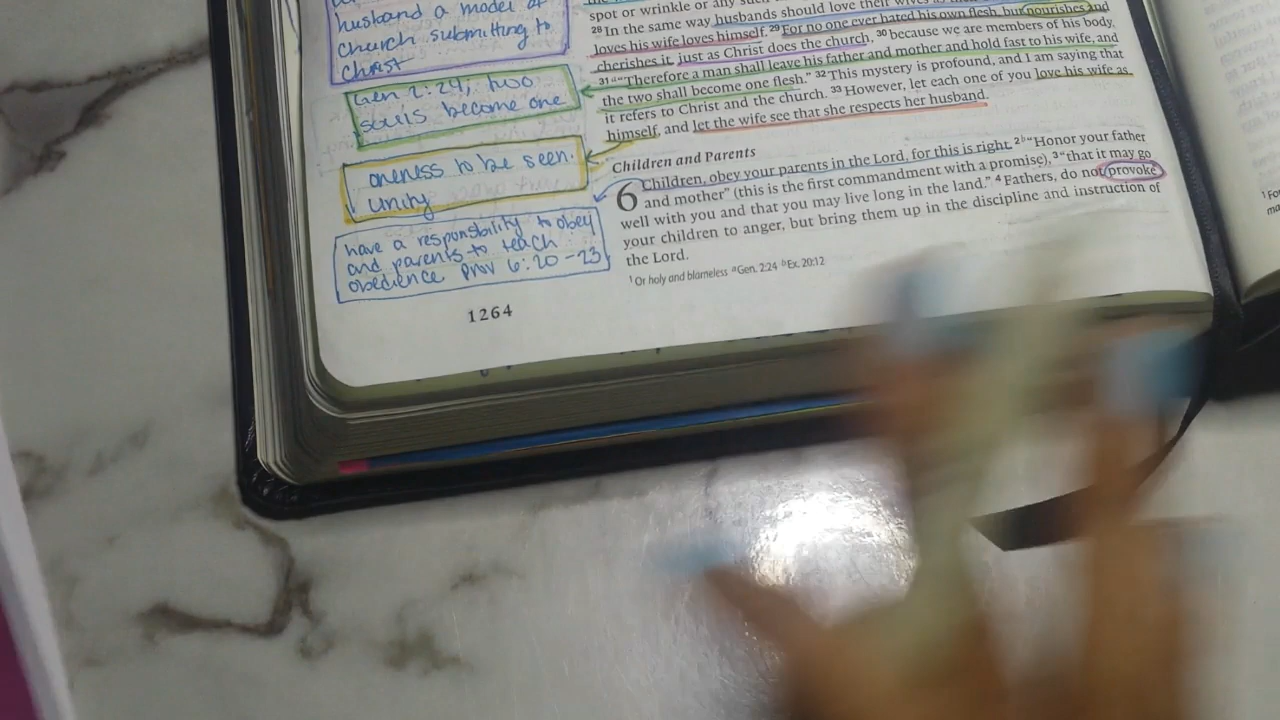 husband a model of
church submitting to
christ
Gen 2:24; two
souls become one
oneness to be seen.
unity
have a responsibility to obey
and parents to teach
obedience prov 6:20-23
1264
spot or wrinkle or any
28 In the same way husbands should love their wives as
loves his wife loves himself. 29 For no one ever hated his own flesh, but nourishes and
cherishes it, just as Christ does the church, 30 because we are members of his body.
31 a "Therefore a man shall leave his father and mother and hold fast to his wife, and
the two shall become one flesh." 32 This mystery is profound, and I am saying that
it refers to Christ and the church. 33 However, let each one of you love his wife as
himself, and let the wife see that she respects her husband.
Children and Parents
6 Children, obey your parents in the Lord, for this is right. 2 b "Honor your father
and mother" (this is the first commandment with a promise), 3 "that it may go
well with you and that you may live long in the land." 4 Fathers, do not provoke
your children to anger, but bring them up in the discipline and instruction of
the Lord.
1 Or holy and blameless a Gen. 2:24 b Ex. 20:12